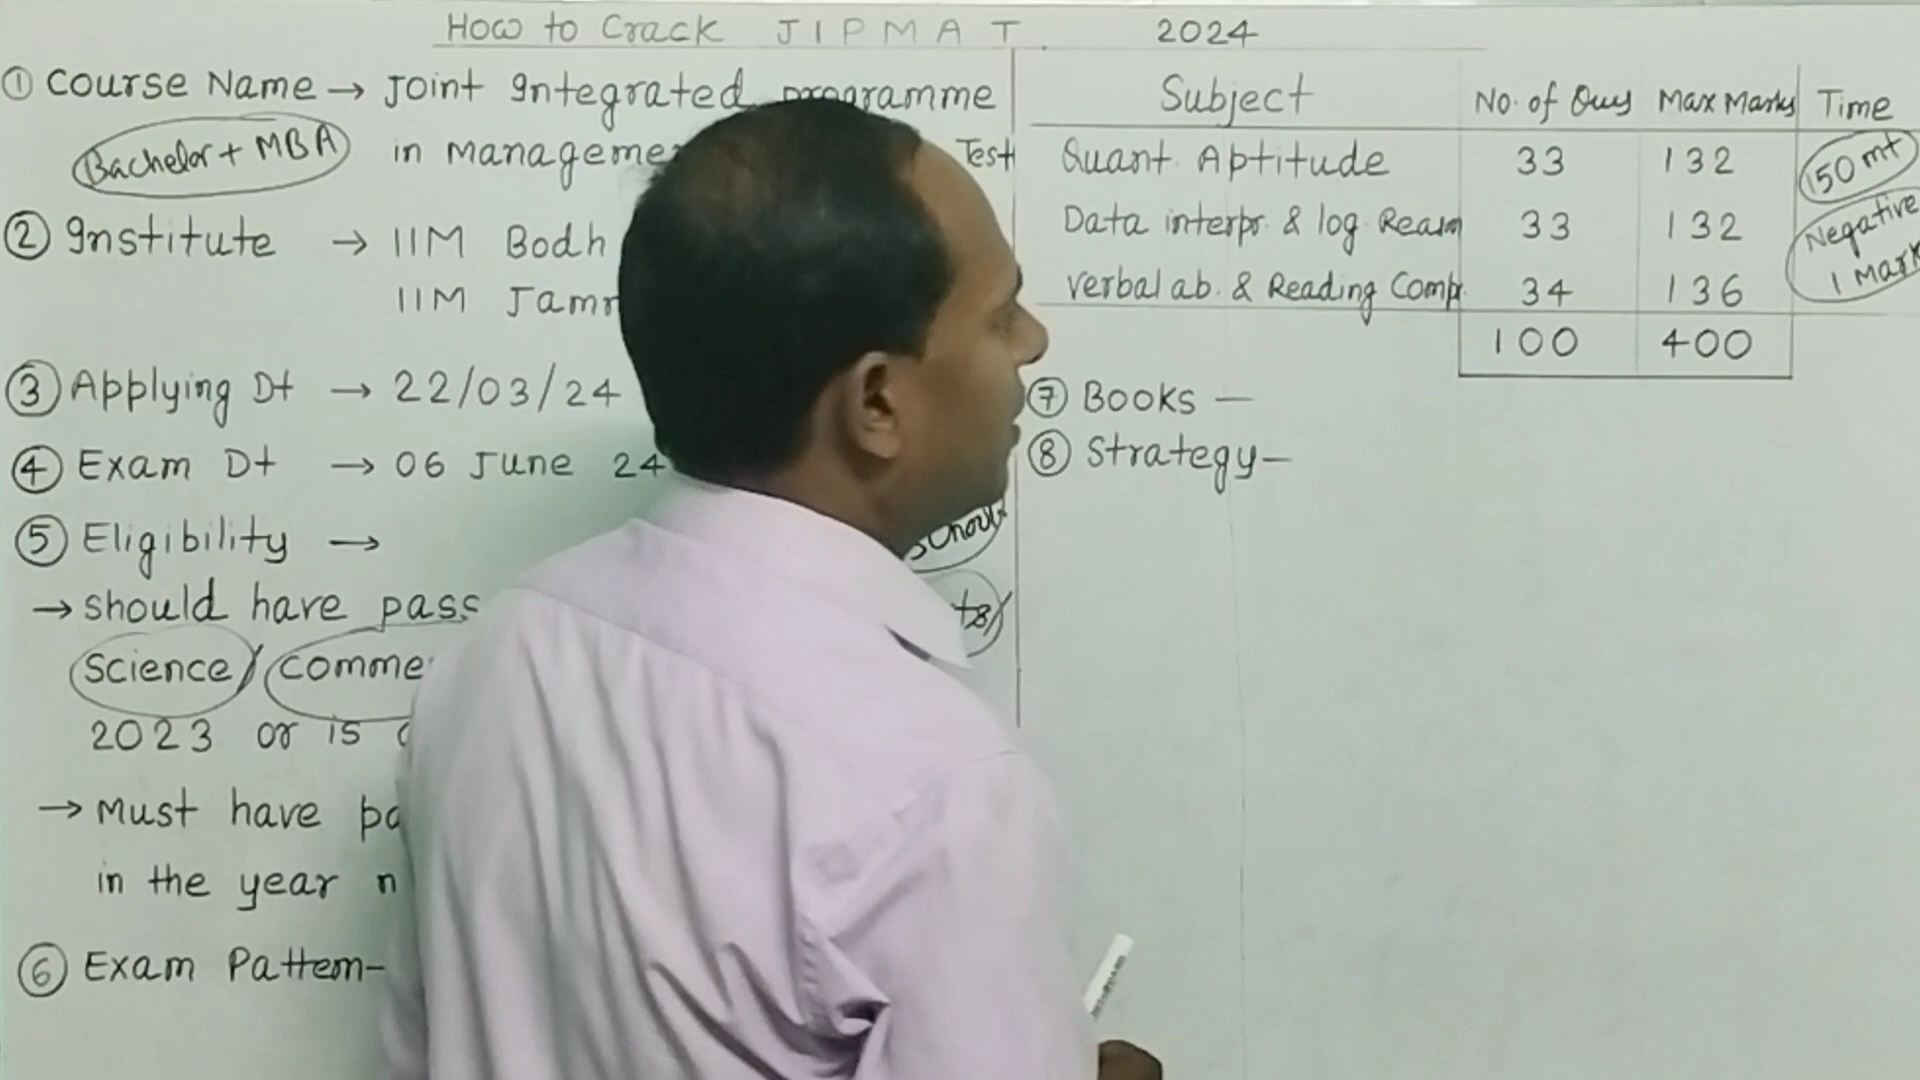 How to Crack JIPMAT 2024
① Course Name → Joint Integrated programme
Bachelor + MBA
in manageme Test
② Institute → IIM Bodh
IIM Jamm
③ Applying Dt → 22/03/24
④ Exam Dt → 06 June 24
⑤ Eligibility →
→ should have pass
Science / Comme ts/
2023 or is
→ Must have pa
in the year n
⑥ Exam Pattern-
Subject No. of Ques Max Marks Time
Quant. Aptitude 33 132 150 mt
Data interpr. & log Reasn 33 132 Negative
1 Mark
Verbal ab. & Reading Compr. 34 136
100 400
⑦ Books —
⑧ Strategy—